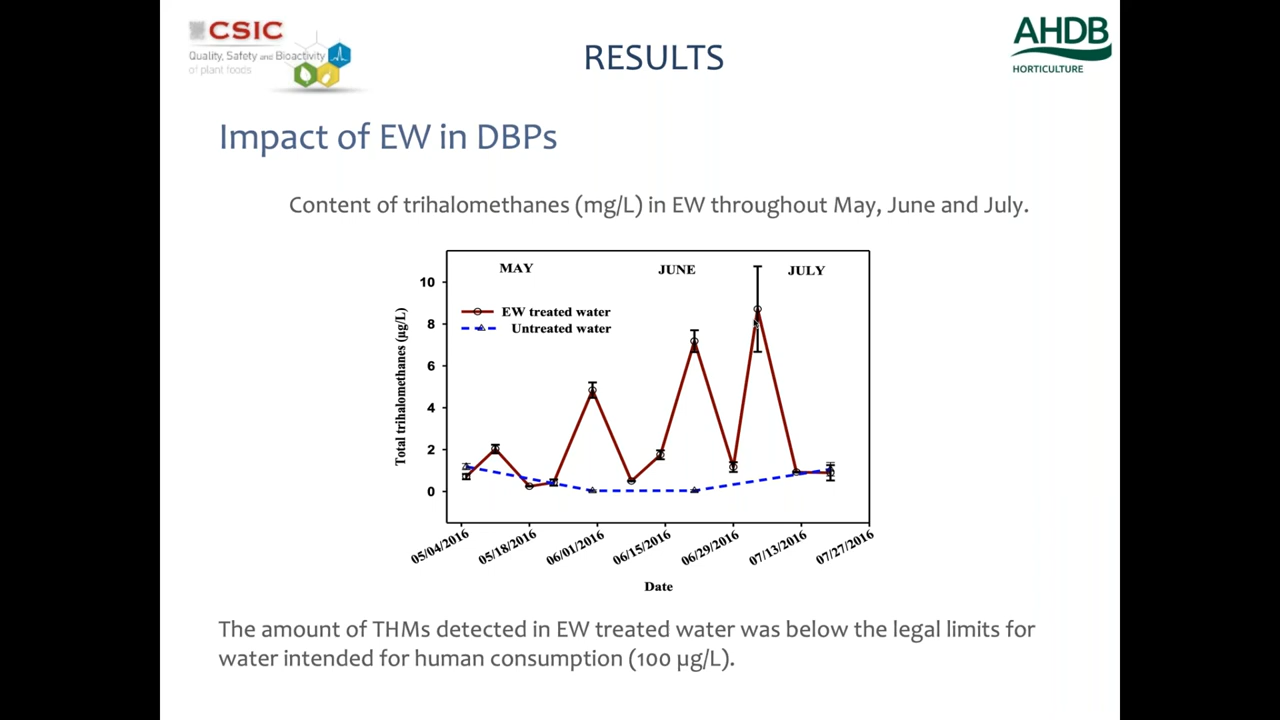 CSIC
Quality, Safety and Bioactivity
of plant foods
RESULTS
AHDB
HORTICULTURE
Impact of EW in DBPs
Content of trihalomethanes (mg/L) in EW throughout May, June and July.
MAY
JUNE
JULY
EW treated water
Untreated water
Total trihalomethanes (µg/L)
10
8
6
4
2
0
05/04/2016
05/18/2016
06/01/2016
06/15/2016
06/29/2016
07/13/2016
07/27/2016
Date
The amount of THMs detected in EW treated water was below the legal limits for
water intended for human consumption (100 µg/L).